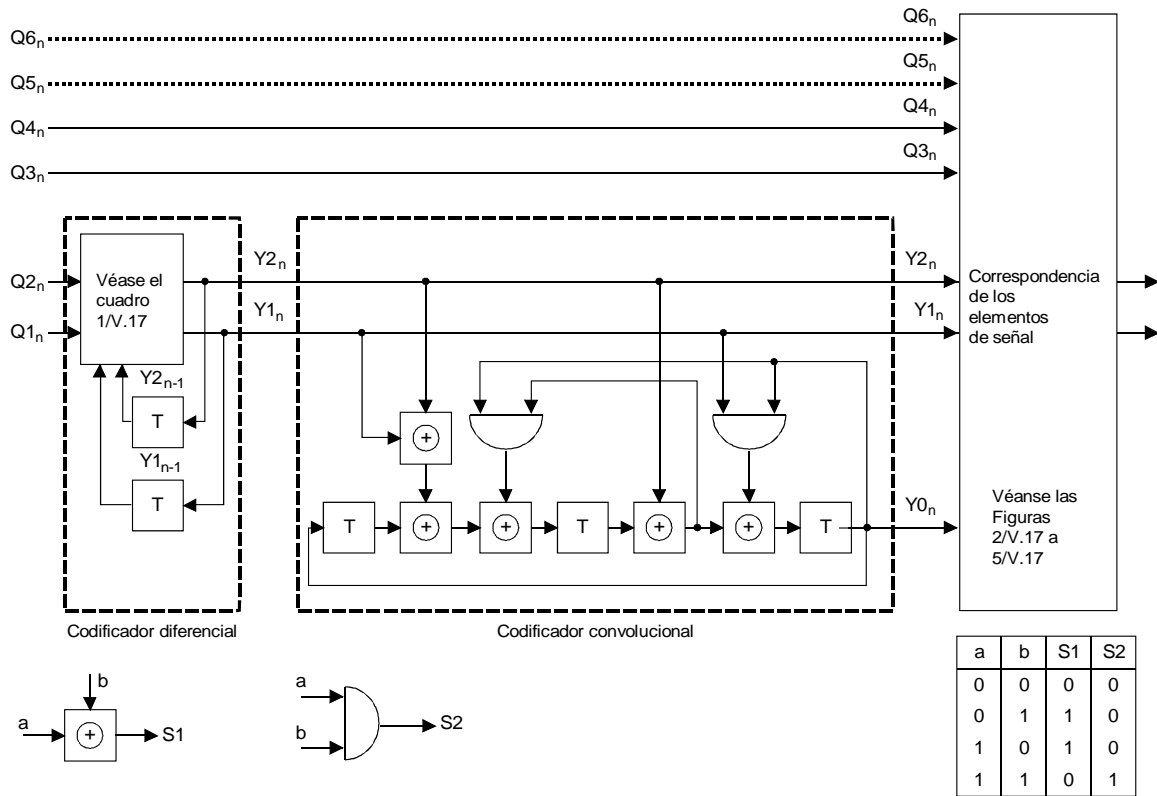 Q6n Q6n
Q5n Q5n
Q4n Q4n
Q3n Q3n
Q2n
Q1n
Véase el
cuadro
1/V.17
Y2n
Y1n
Y2n
Y1n
Y2n-1
T
Y1n-1
T
+
T + + T + + T
Y0n
Correspondencia
de los
elementos
de señal
Véanse las
Figuras
2/V.17 a
5/V.17
Codificador diferencial
Codificador convolucional
b
a + S1
a
b
S2
a b S1 S2
0 0 0 0
0 1 1 0
1 0 1 0
1 1 0 1